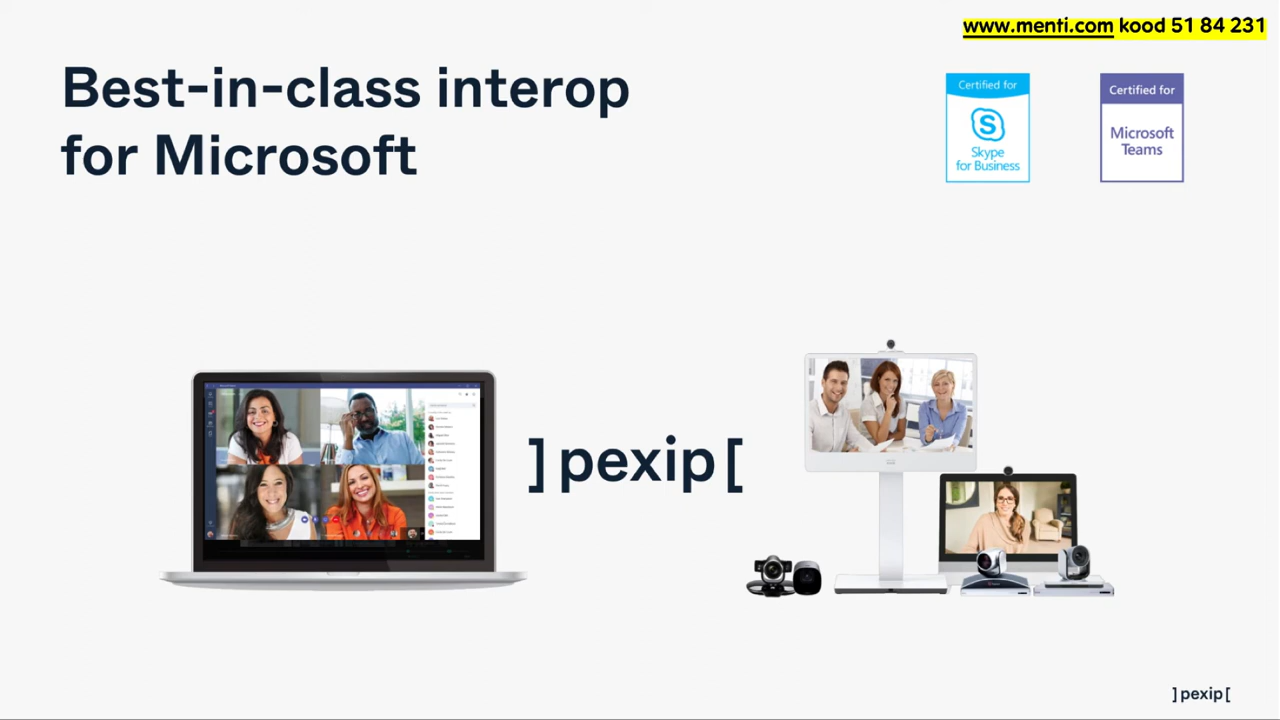 www.menti.com kood 51 84 231
Best-in-class interop
for Microsoft
Certified for
Skype
for Business
Certified for
Microsoft
Teams
]pexip[
]pexip[